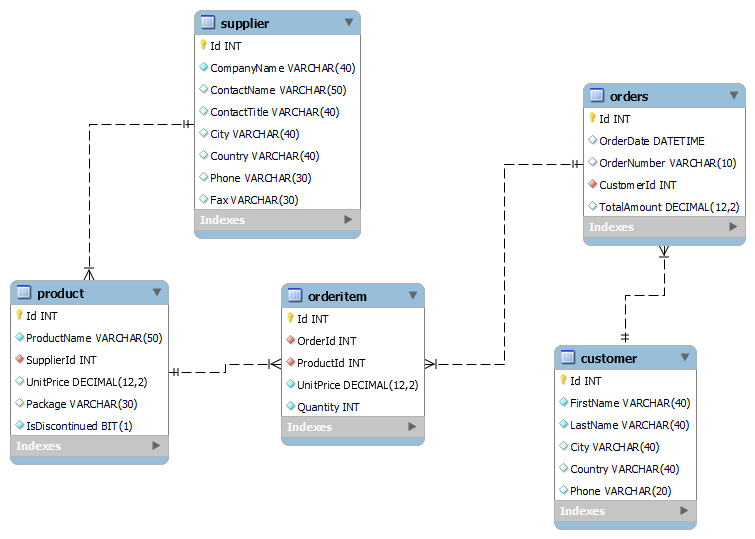 supplier
Id INT
CompanyName VARCHAR(40)
ContactName VARCHAR(50)
ContactTitle VARCHAR(40)
City VARCHAR(40)
Country VARCHAR(40)
Phone VARCHAR(30)
Fax VARCHAR(30)
Indexes
orders
Id INT
OrderDate DATETIME
OrderNumber VARCHAR(10)
CustomerId INT
TotalAmount DECIMAL(12,2)
Indexes
product
Id INT
ProductName VARCHAR(50)
SupplierId INT
UnitPrice DECIMAL(12,2)
Package VARCHAR(30)
IsDiscontinued BIT(1)
Indexes
orderitem
Id INT
OrderId INT
ProductId INT
UnitPrice DECIMAL(12,2)
Quantity INT
Indexes
customer
Id INT
FirstName VARCHAR(40)
LastName VARCHAR(40)
City VARCHAR(40)
Country VARCHAR(40)
Phone VARCHAR(20)
Indexes